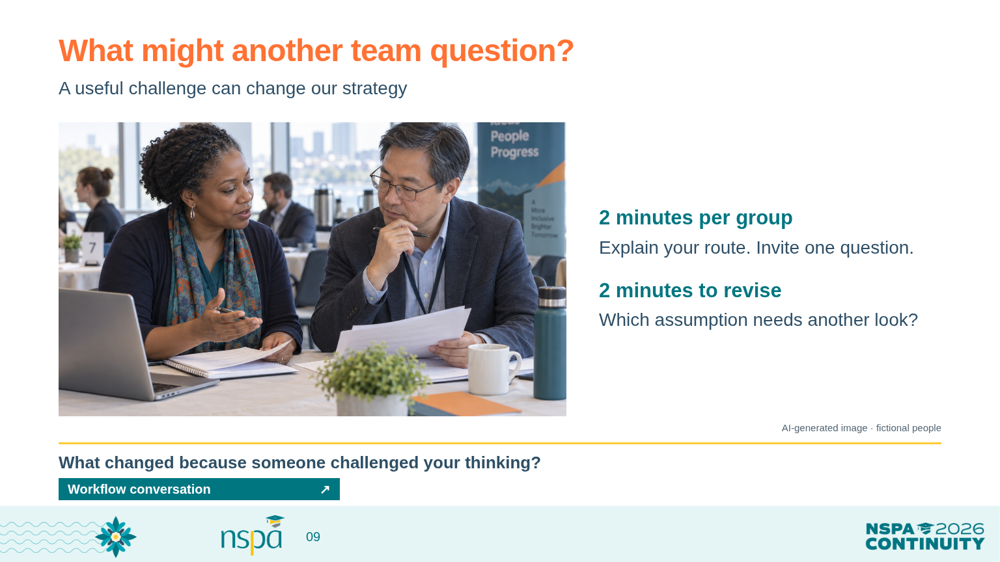 What might another team question?
A useful challenge can change our strategy
People
Progress
A
More
Inclusive
Brighter
Tomorrow
7
2 minutes per group
Explain your route. Invite one question.
2 minutes to revise
Which assumption needs another look?
AI-generated image · fictional people
What changed because someone challenged your thinking?
Workflow conversation ↗
nspa
09
NSPA 2026
CONTINUITY